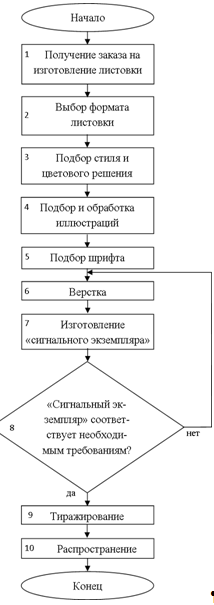 Начало
1 Получение заказа на
изготовление листовки
2 Выбор формата
листовки
3 Подбор стиля и
цветового решения
4 Подбор и обработка
иллюстраций
5 Подбор шрифта
6 Верстка
7 Изготовление
«сигнального экземпляра»
«Сигнальный эк-
земпляр» соответ-
8 ствует необходи-
мым требованиям?
нет
да
9 Тиражирование
10 Распространение
Конец